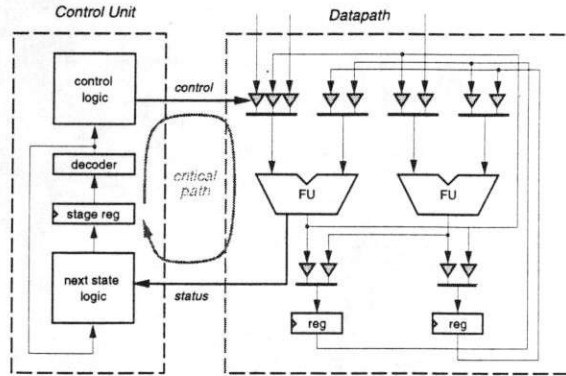 Control Unit
Datapath
control
logic
control
decoder
critical
path
FU
FU
stage reg
next state
logic
status
reg
reg